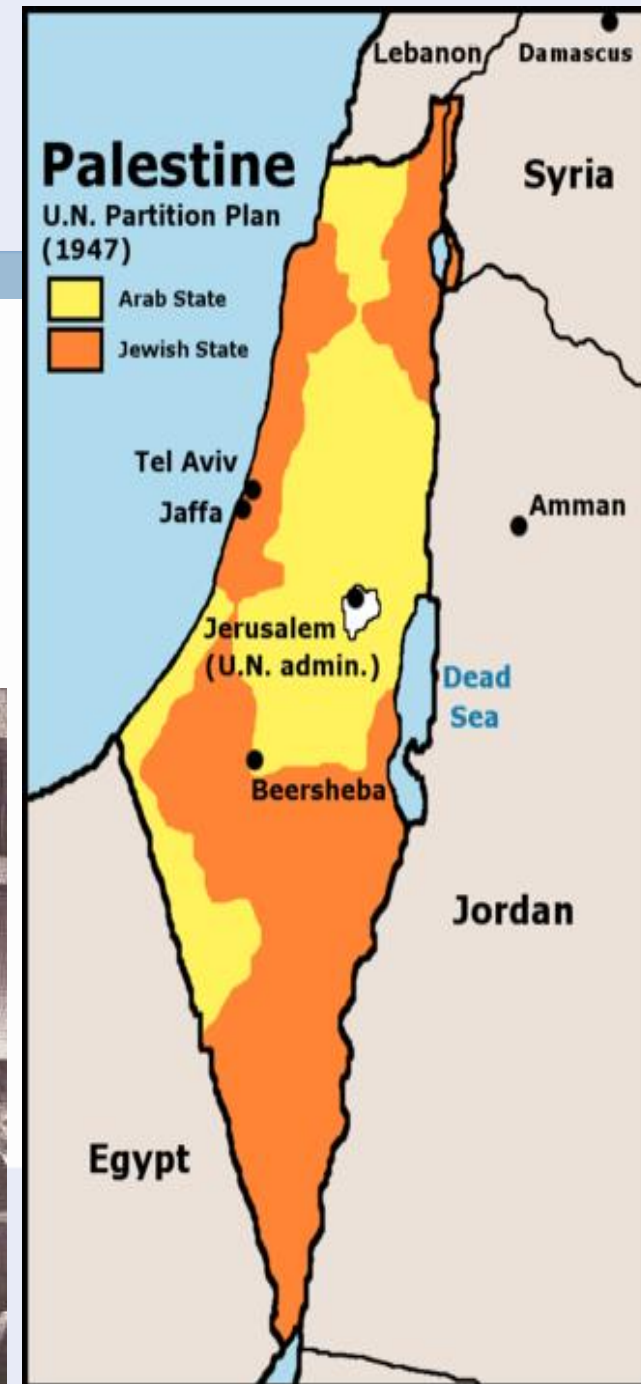 Lebanon
Damascus
Palestine
Syria
U.N. Partition Plan
(1947)
Arab State
Jewish State
Tel Aviv
Jaffa
Amman
Jerusalem
(U.N. admin.)
Dead
Sea
Beersheba
Jordan
Egypt